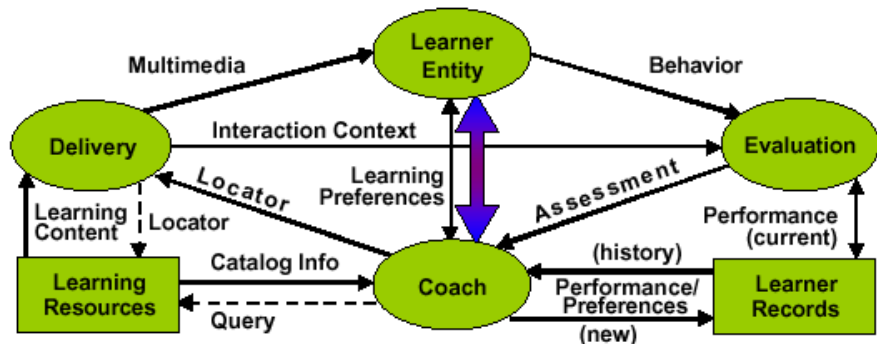 Learner
Entity
Multimedia
Behavior
Delivery
Interaction Context
Evaluation
Locator
Learning
Preferences
Assessment
Learning
Content
Locator
Performance
(current)
Learning
Resources
Catalog Info
Query
Coach
(history)
Performance/
Preferences
(new)
Learner
Records